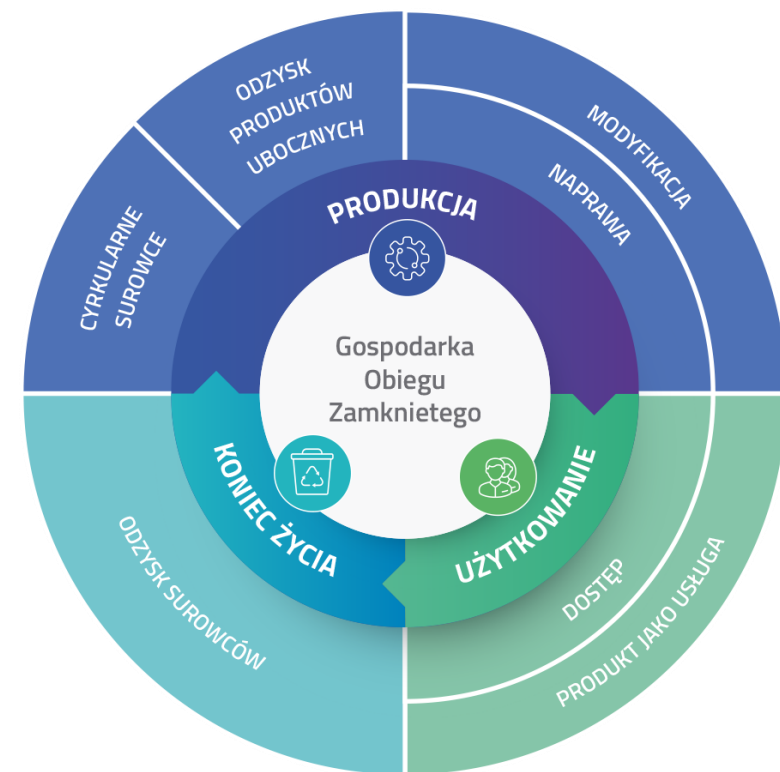 ODZYSK
PRODUKTÓW
UBOCZNYCH
MODYFIKACJA
NAPRAWA
CYRKULARNE
SUROWCE
PRODUKCJA
Gospodarka
Obiegu
Zamknietego
KONIEC ŻYCIA
UŻYTKOWANIE
ODZYSK SUROWCÓW
DOSTĘP
PRODUKT JAKO USŁUGA